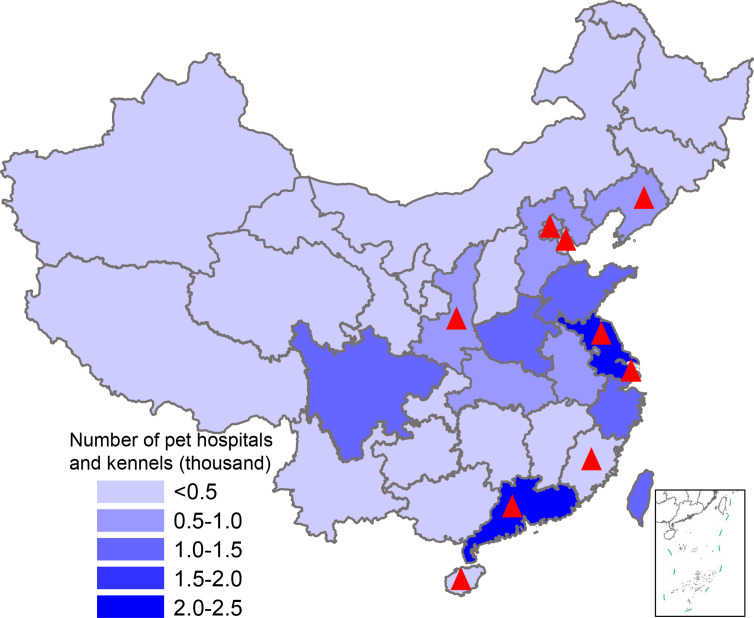 Number of pet hospitals
and kennels (thousand)
<0.5
0.5-1.0
1.0-1.5
1.5-2.0
2.0-2.5